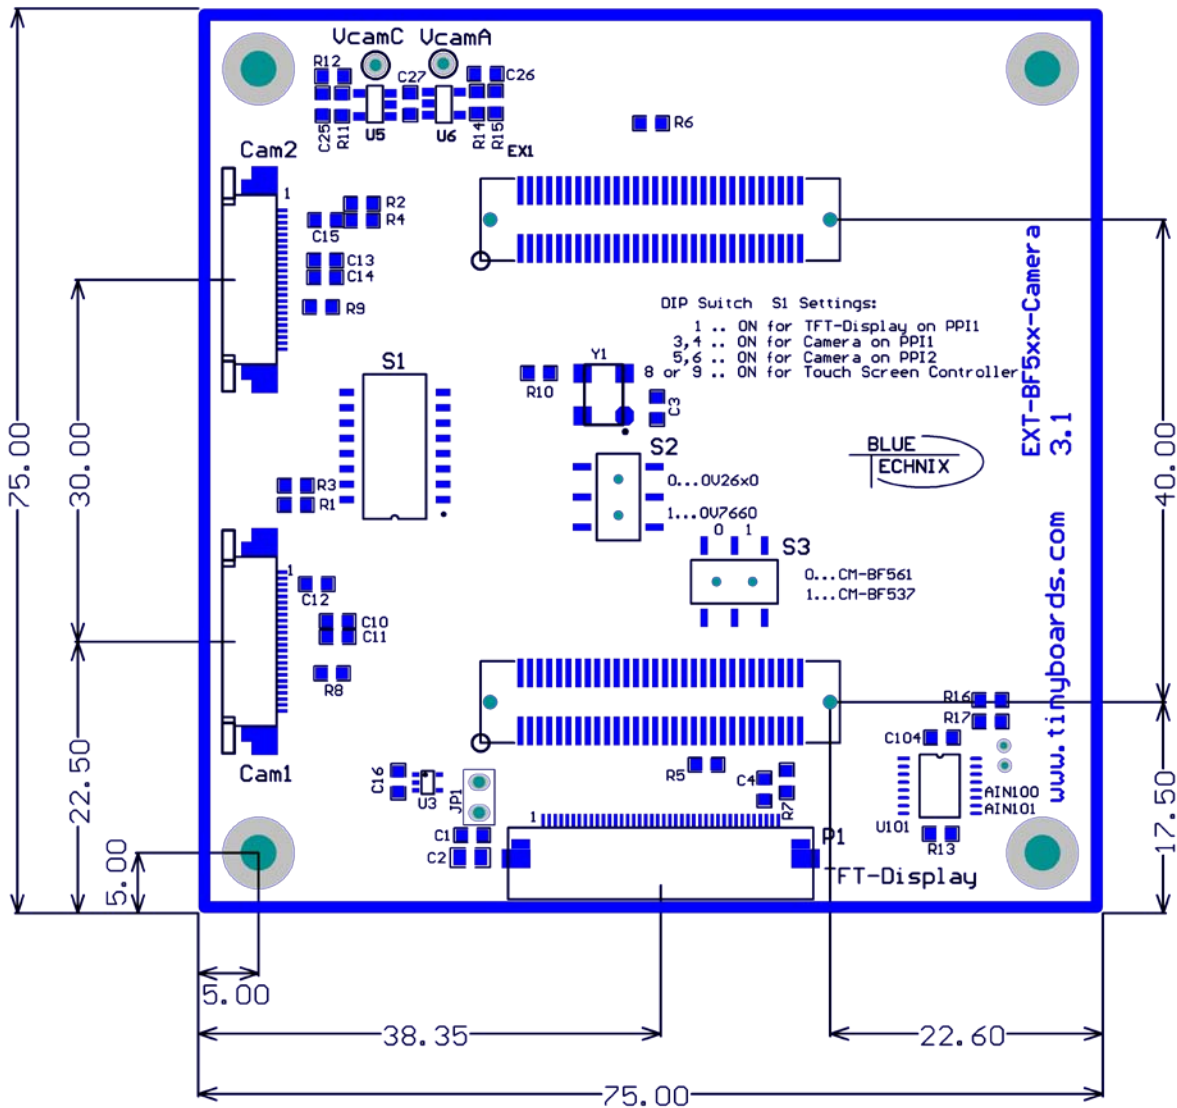 VcamC VcamA
R12
C27
C26
C25
R11
U5
U6
R14
R15
R6
EX1
Cam2
1
R2
R4
C15
C13
C14
R9
DIP Switch S1 Settings:
1 .. ON for TFT-Display on PPI1
3,4 .. ON for Camera on PPI1
5,6 .. ON for Camera on PPI2
8 or 9 .. ON for Touch Screen Controller
EXT-BF5xx-Camera
3.1
S1
Y1
R10
C3
S2
0...OV26x0
1...OV7660
BLUE
TECHNIX
R3
R1
0 1
S3
0...CM-BF561
1...CM-BF537
www.tinyboards.com
1
C12
C10
C11
R8
Cam1
C16
U3
JP1
C1
C2
R5
C4
R7
1
P1
TFT-Display
R16
R17
C104
U101
AIN100
AIN101
R13
75.00
30.00
22.50
5.00
40.00
17.50
5.00
38.35
22.60
75.00